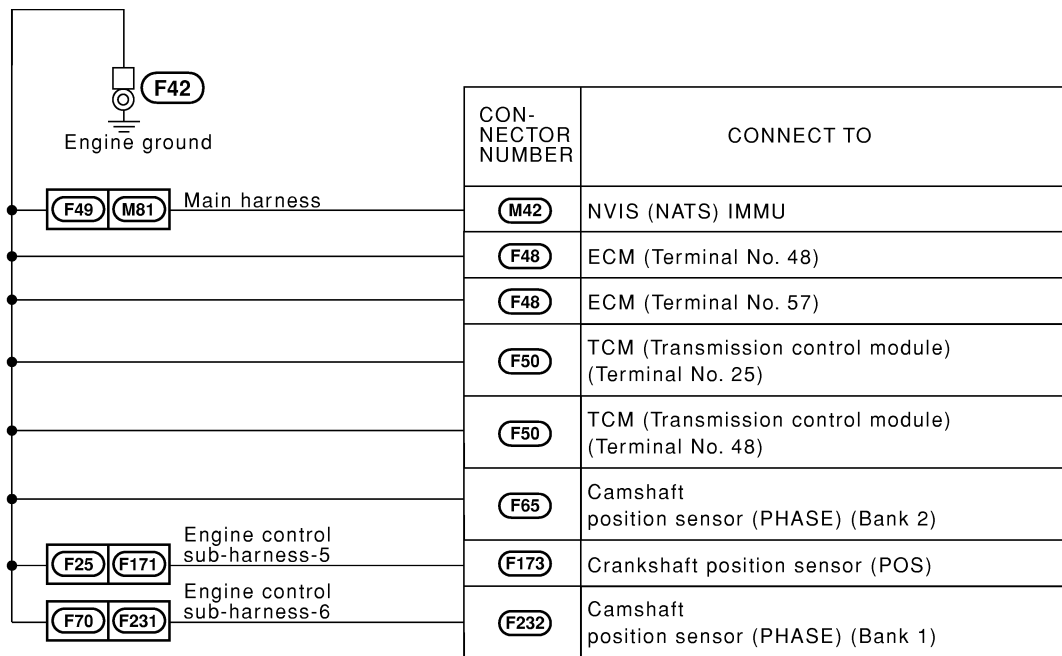 F42
Engine ground
CON-
NECTOR
NUMBER
CONNECT TO
F49 M81 Main harness
M42 NVIS (NATS) IMMU
F48 ECM (Terminal No. 48)
F48 ECM (Terminal No. 57)
F50 TCM (Transmission control module)
(Terminal No. 25)
F50 TCM (Transmission control module)
(Terminal No. 48)
F65 Camshaft
position sensor (PHASE) (Bank 2)
Engine control
sub-harness-5
F25 F171
F173 Crankshaft position sensor (POS)
Engine control
sub-harness-6
F70 F231
F232 Camshaft
position sensor (PHASE) (Bank 1)